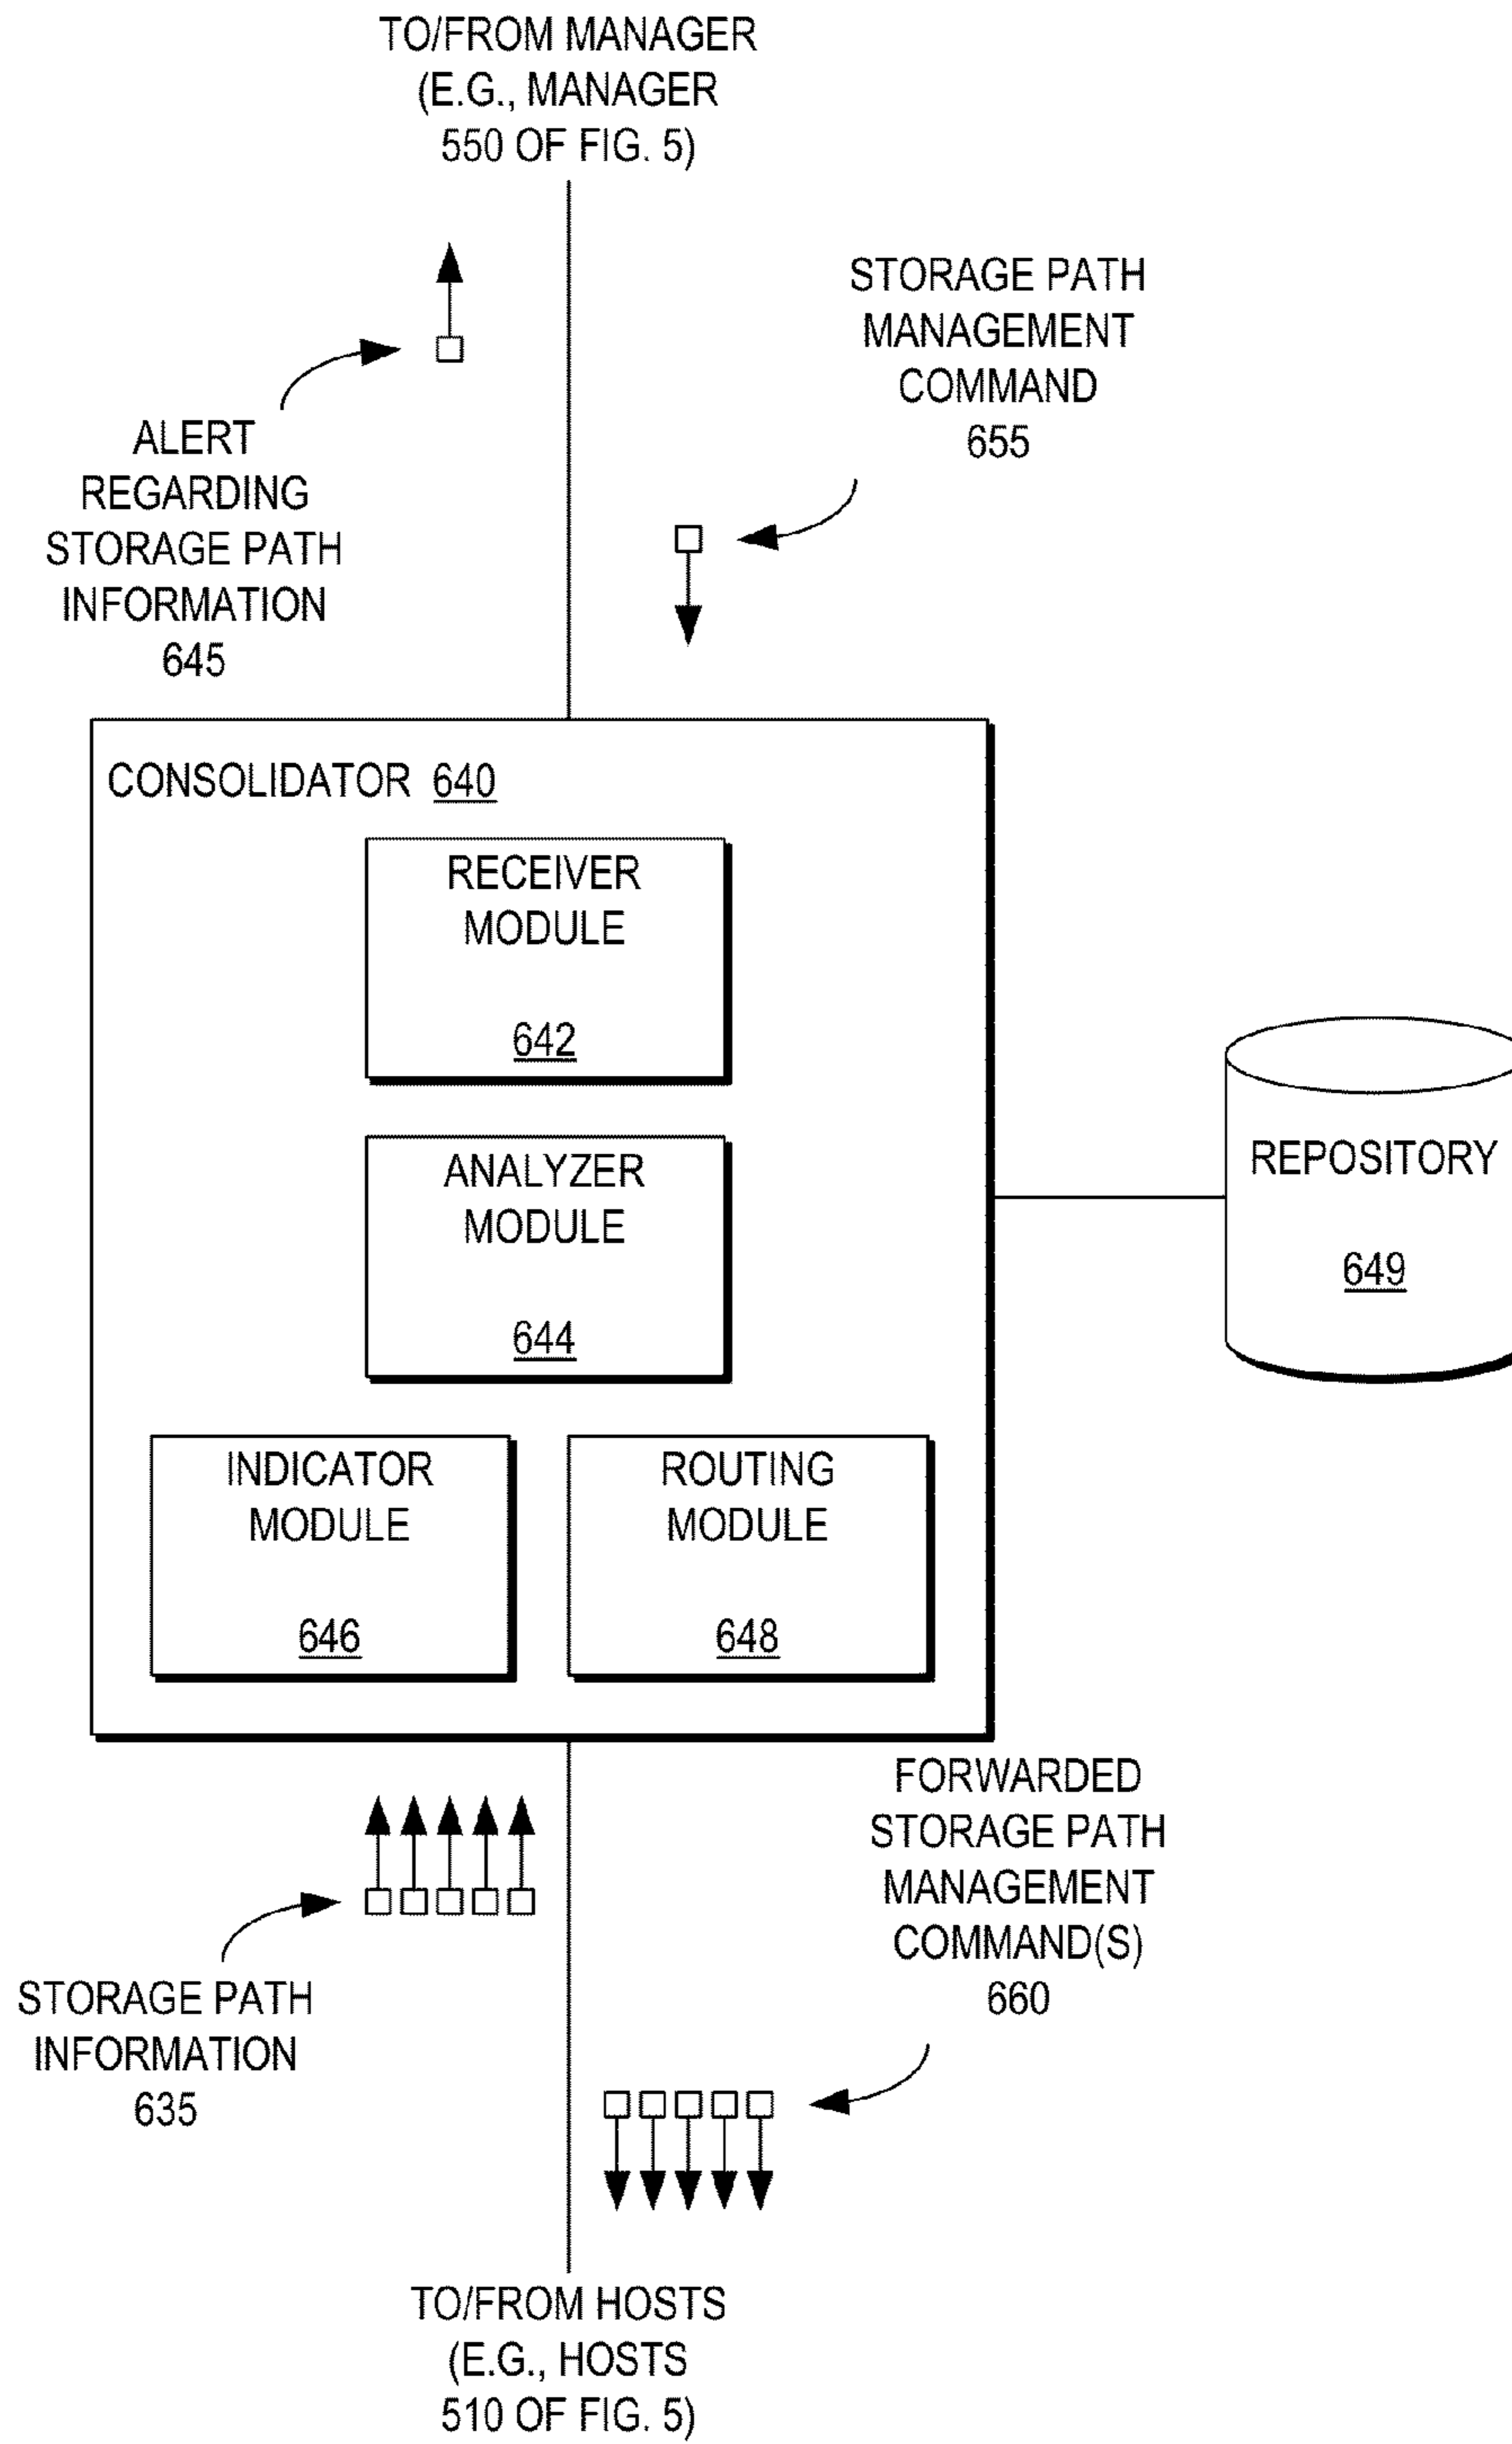 TO/FROM MANAGER
(E.G., MANAGER
550 OF FIG. 5)
STORAGE PATH
MANAGEMENT
COMMAND
655
ALERT
REGARDING
STORAGE PATH
INFORMATION
645
CONSOLIDATOR 640
RECEIVER
MODULE
642
ANALYZER
MODULE
644
REPOSITORY
649
INDICATOR
MODULE
646
ROUTING
MODULE
648
FORWARDED
STORAGE PATH
MANAGEMENT
COMMAND(S)
660
STORAGE PATH
INFORMATION
635
TO/FROM HOSTS
(E.G., HOSTS
510 OF FIG. 5)